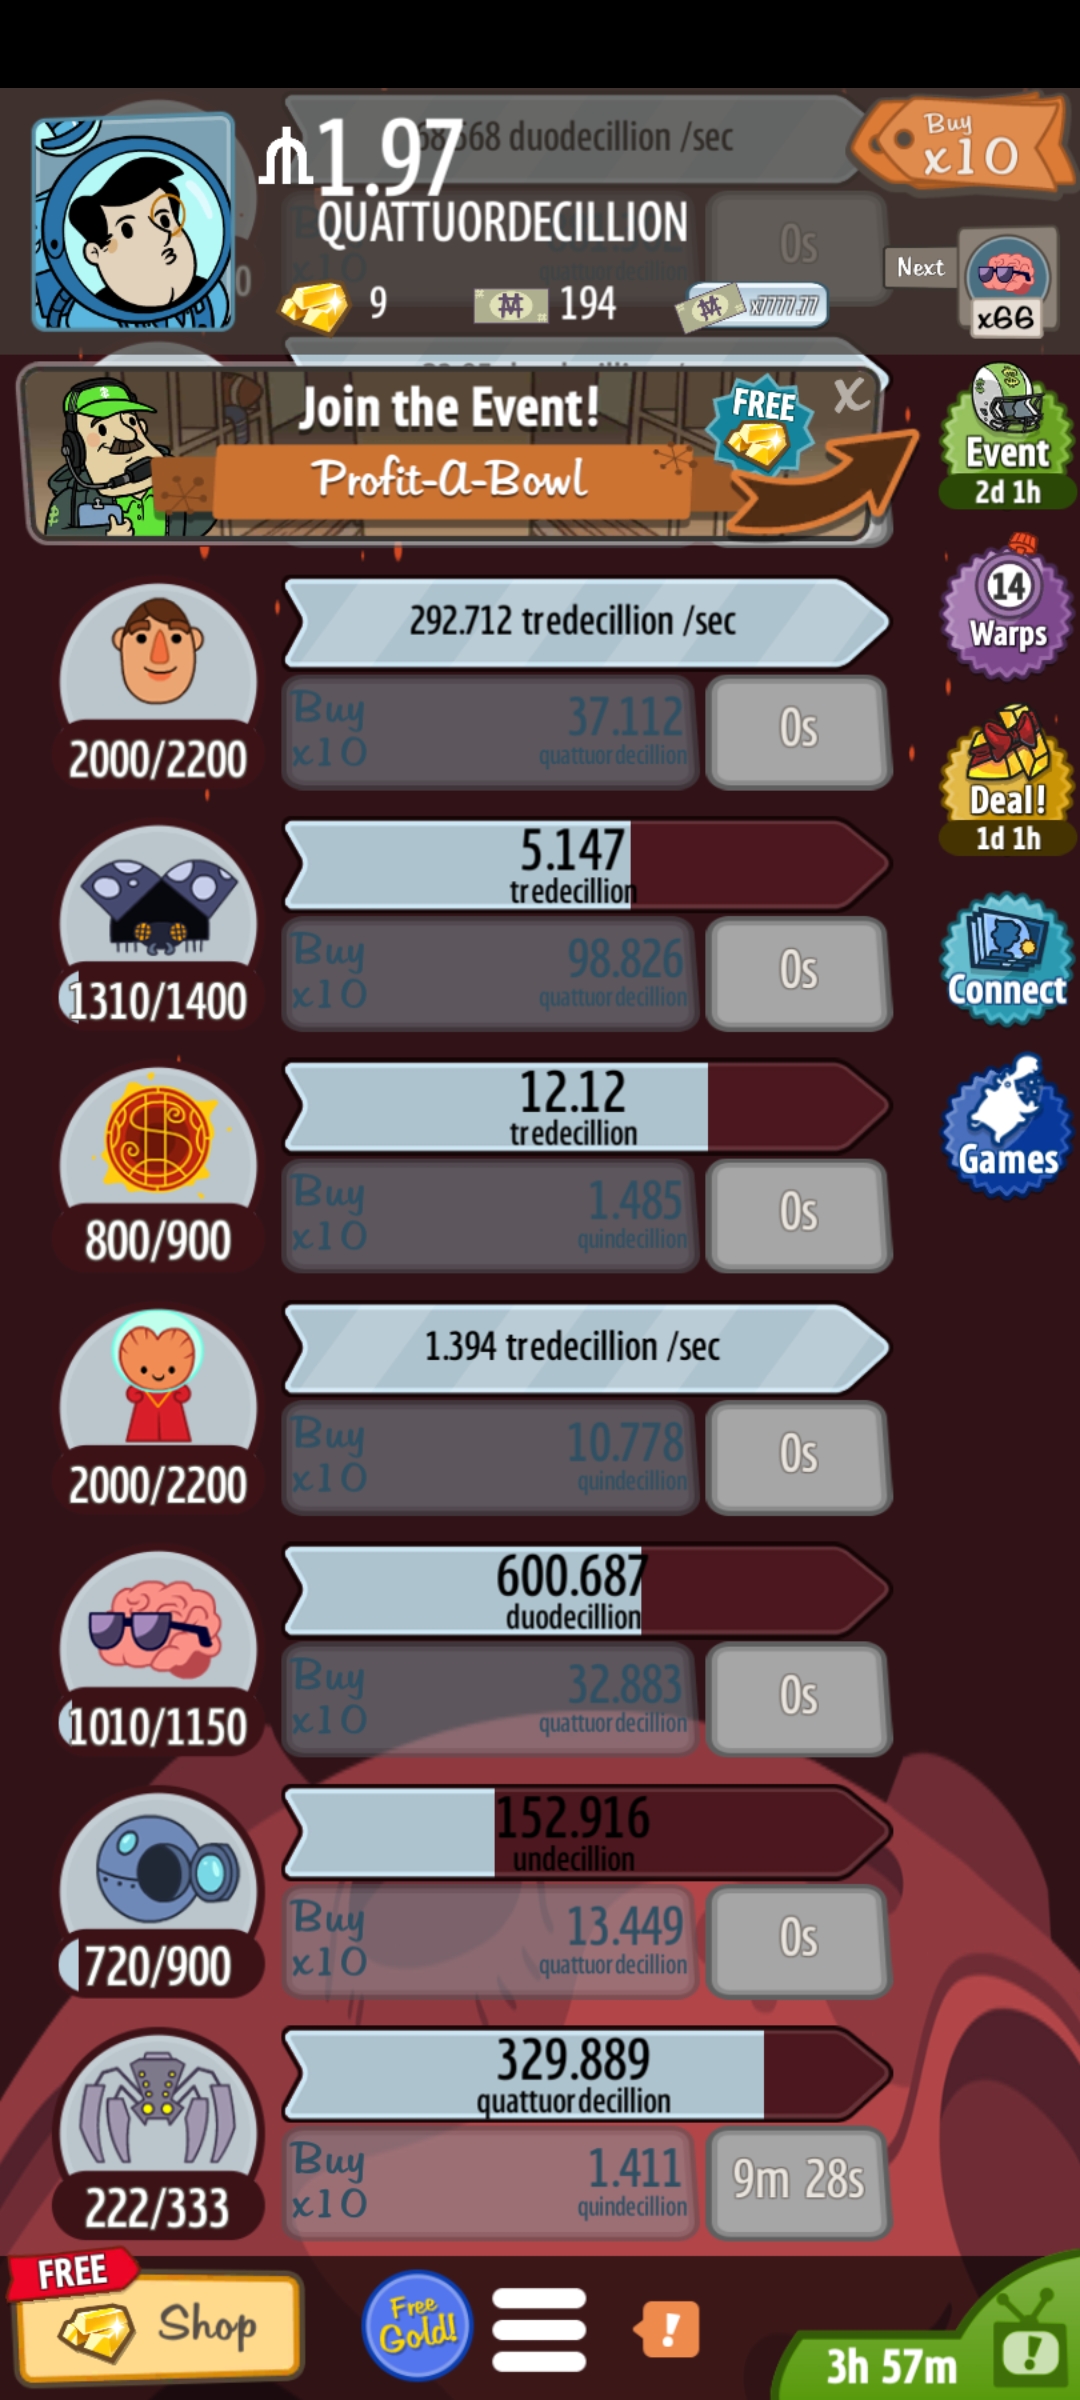 1.97
68.568 duodecillion /sec
QUATTUORDECILLION
Buy
x10
0s
9
194
x7777.77
Next
x66
Join the Event!
Profit-A-Bowl
FREE
X
Event
2d 1h
292.712 tredecillion /sec
2000/2200
Buy
x10
37.112
quattuordecillion
0s
14
Warps
Deal!
1d 1h
5.147
tredecillion
1310/1400
Buy
x10
98.826
quattuordecillion
0s
Connect
12.12
tredecillion
800/900
Buy
x10
1.485
quindecillion
0s
Games
1.394 tredecillion /sec
2000/2200
Buy
x10
10.778
quindecillion
0s
600.687
duodecillion
1010/1150
Buy
x10
32.883
quattuordecillion
0s
152.916
undecillion
720/900
Buy
x10
13.449
quattuordecillion
0s
329.889
quattuordecillion
222/333
Buy
x10
1.411
quindecillion
9m 28s
FREE
Shop
Free
Gold!
!
3h 57m
!